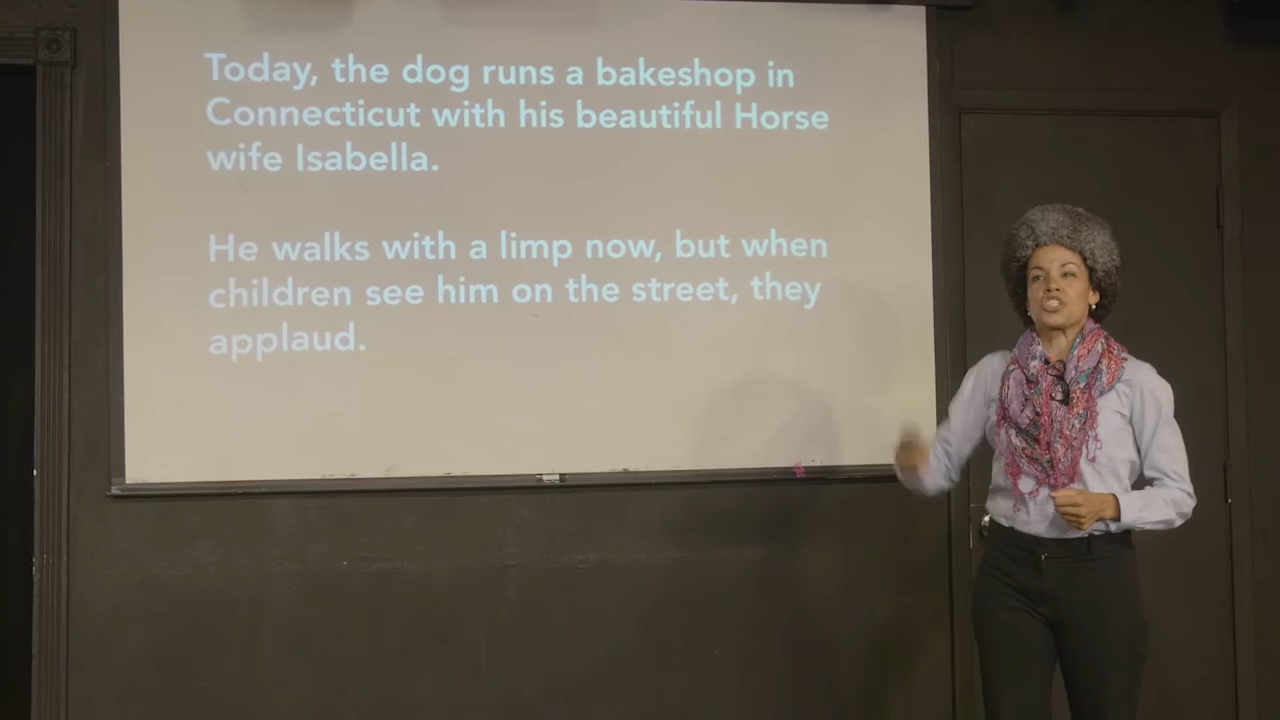 Today, the dog runs a bakeshop in
Connecticut with his beautiful Horse
wife Isabella.
He walks with a limp now, but when
children see him on the street, they
applaud.